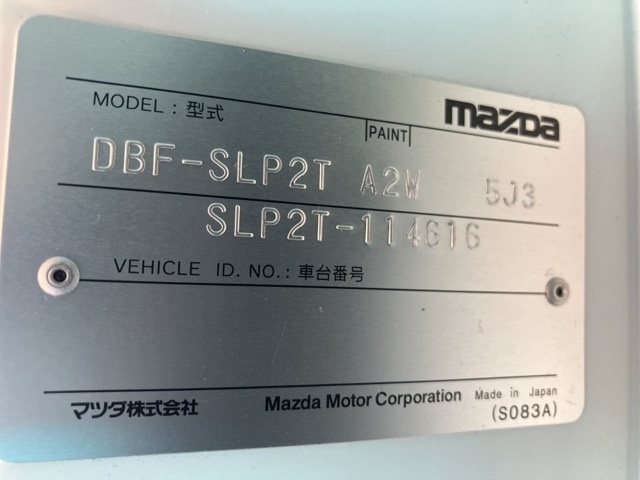 mazda
MODEL : 型式
PAINT
DBF-SLP2T A2W 5J3
SLP2T-114616
VEHICLE ID. NO. : 車台番号
マツダ株式会社 Mazda Motor Corporation Made in Japan
(S083A)